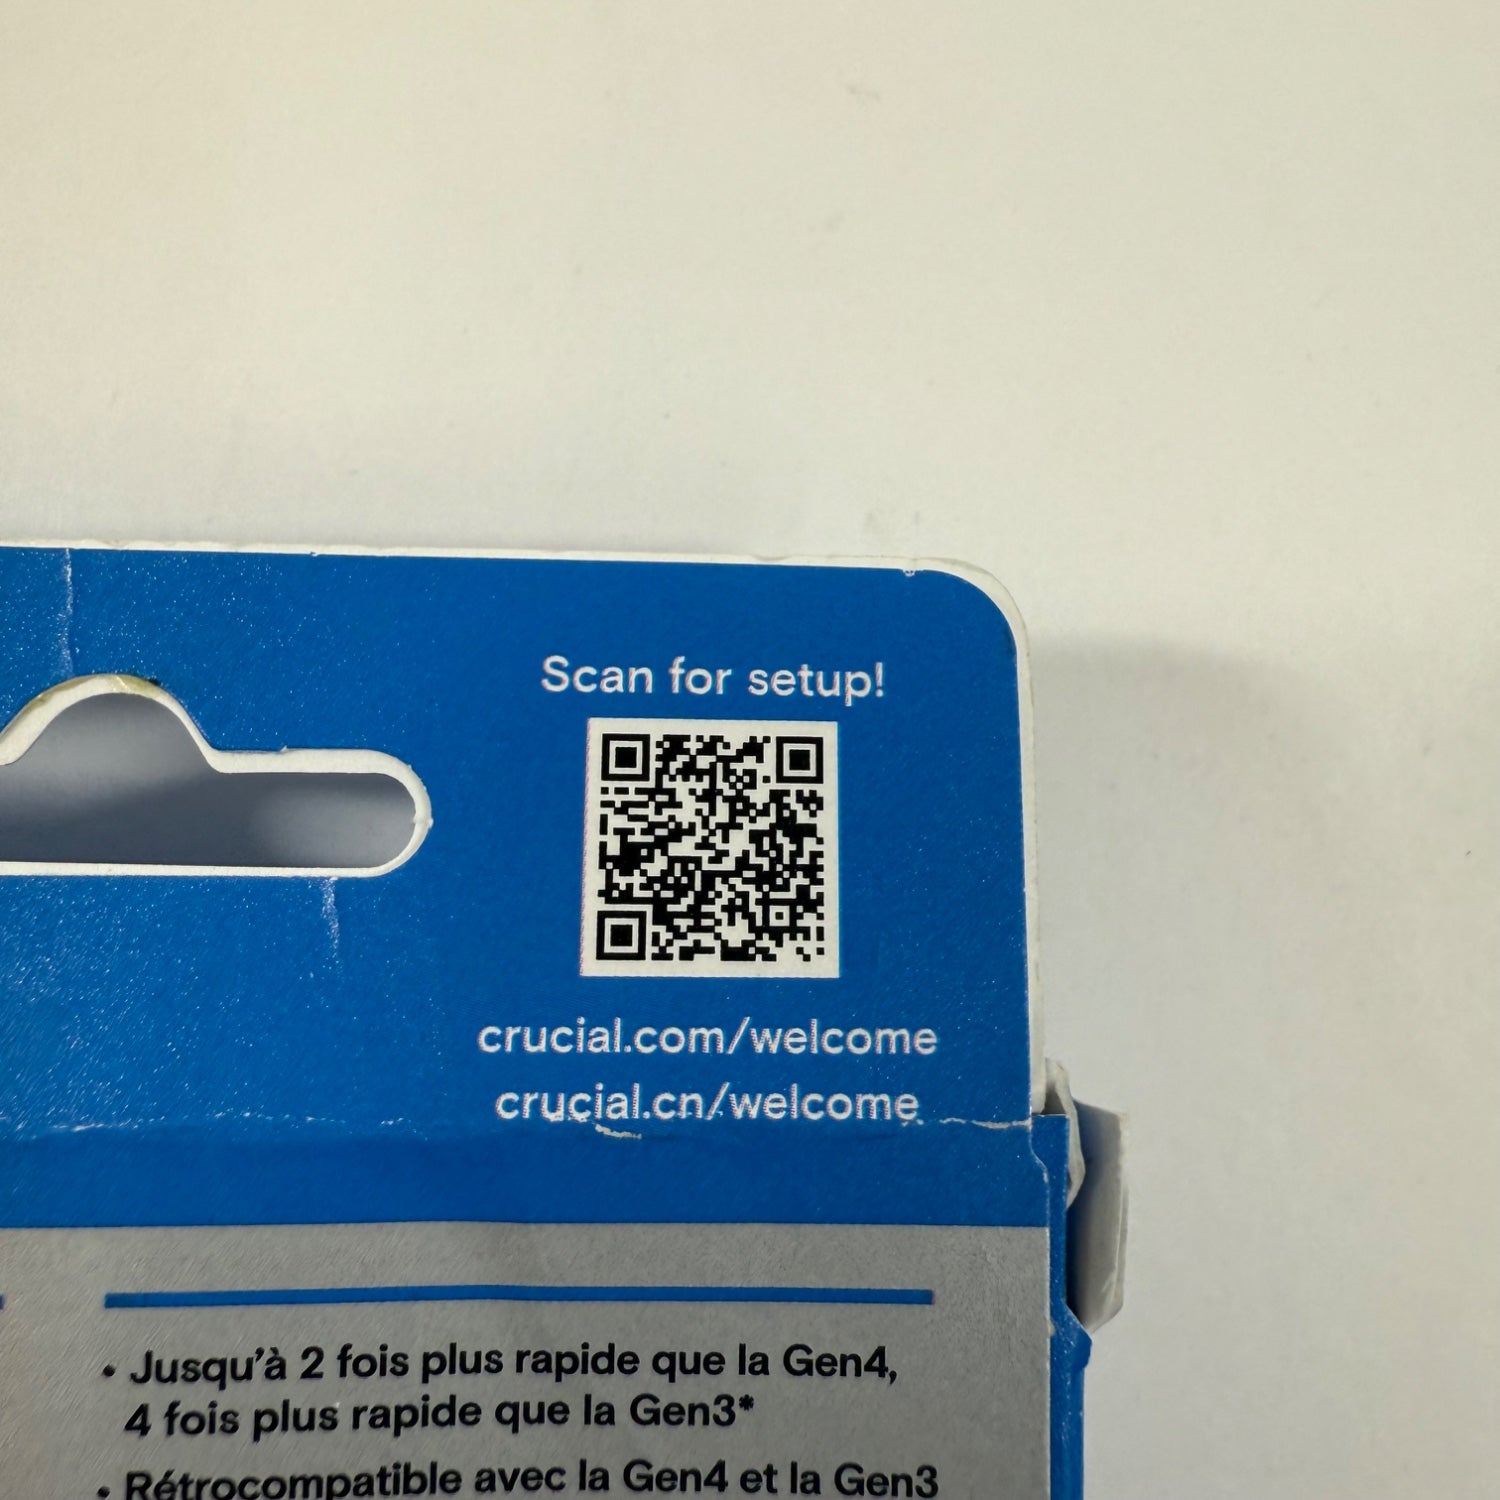 Scan for setup!
crucial.com/welcome
crucial.cn/welcome
• Jusqu'à 2 fois plus rapide que la Gen4,
4 fois plus rapide que la Gen3*
• Rétrocompatible avec la Gen4 et la Gen3